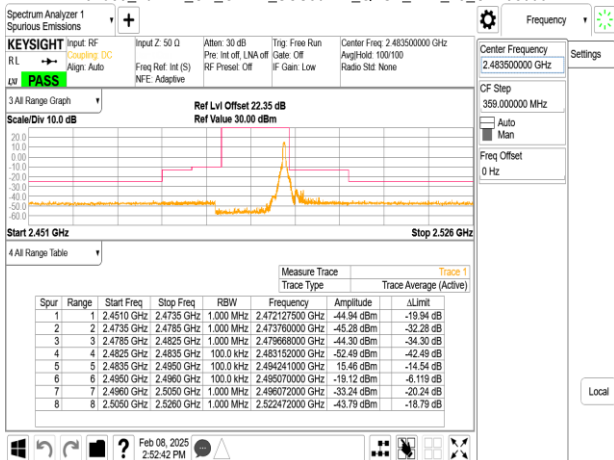 Spectrum Analyzer 1
Spurious Emissions
+
Frequency
KEYSIGHT
RL
PASS
Input: RF
Coupling: DC
Align: Auto
Input Z: 50 Ω
Freq Ref: Int (S)
NFE: Adaptive
Atten: 30 dB
Pre: Int off, LNA off
RF Preset: Off
Trig: Free Run
Gate: Off
IF Gain: Low
Center Freq: 2.483500000 GHz
Avg|Hold: 100/100
Radio Std: None
Center Frequency
2.483500000 GHz
Settings
CF Step
359.000000 MHz
Auto
Man
Freq Offset
0 Hz
Local
3 All Range Graph
Scale/Div 10.0 dB
Ref Lvl Offset 22.35 dB
Ref Value 30.00 dBm
20.0
10.0
0.00
-10.0
-20.0
-30.0
-40.0
-50.0
-60.0
Start 2.451 GHz
Stop 2.526 GHz
4 All Range Table
Measure Trace Trace 1
Trace Type Trace Average (Active)
Spur Range Start Freq Stop Freq RBW Frequency Amplitude ΔLimit
1 1 2.4510 GHz 2.4735 GHz 1.000 MHz 2.472127500 GHz -44.94 dBm -19.94 dB
2 2 2.4735 GHz 2.4785 GHz 1.000 MHz 2.473760000 GHz -45.28 dBm -32.28 dB
3 3 2.4785 GHz 2.4825 GHz 1.000 MHz 2.479668000 GHz -44.30 dBm -34.30 dB
4 4 2.4825 GHz 2.4835 GHz 100.0 kHz 2.483152000 GHz -52.49 dBm -42.49 dB
5 5 2.4835 GHz 2.4950 GHz 100.0 kHz 2.494241000 GHz 15.46 dBm -14.54 dB
6 6 2.4950 GHz 2.4960 GHz 100.0 kHz 2.495070000 GHz -19.12 dBm -6.119 dB
7 7 2.4960 GHz 2.5050 GHz 1.000 MHz 2.496072000 GHz -33.24 dBm -20.24 dB
8 8 2.5050 GHz 2.5260 GHz 1.000 MHz 2.522472000 GHz -43.79 dBm -18.79 dB
?
Feb 08, 2025
2:52:42 PM